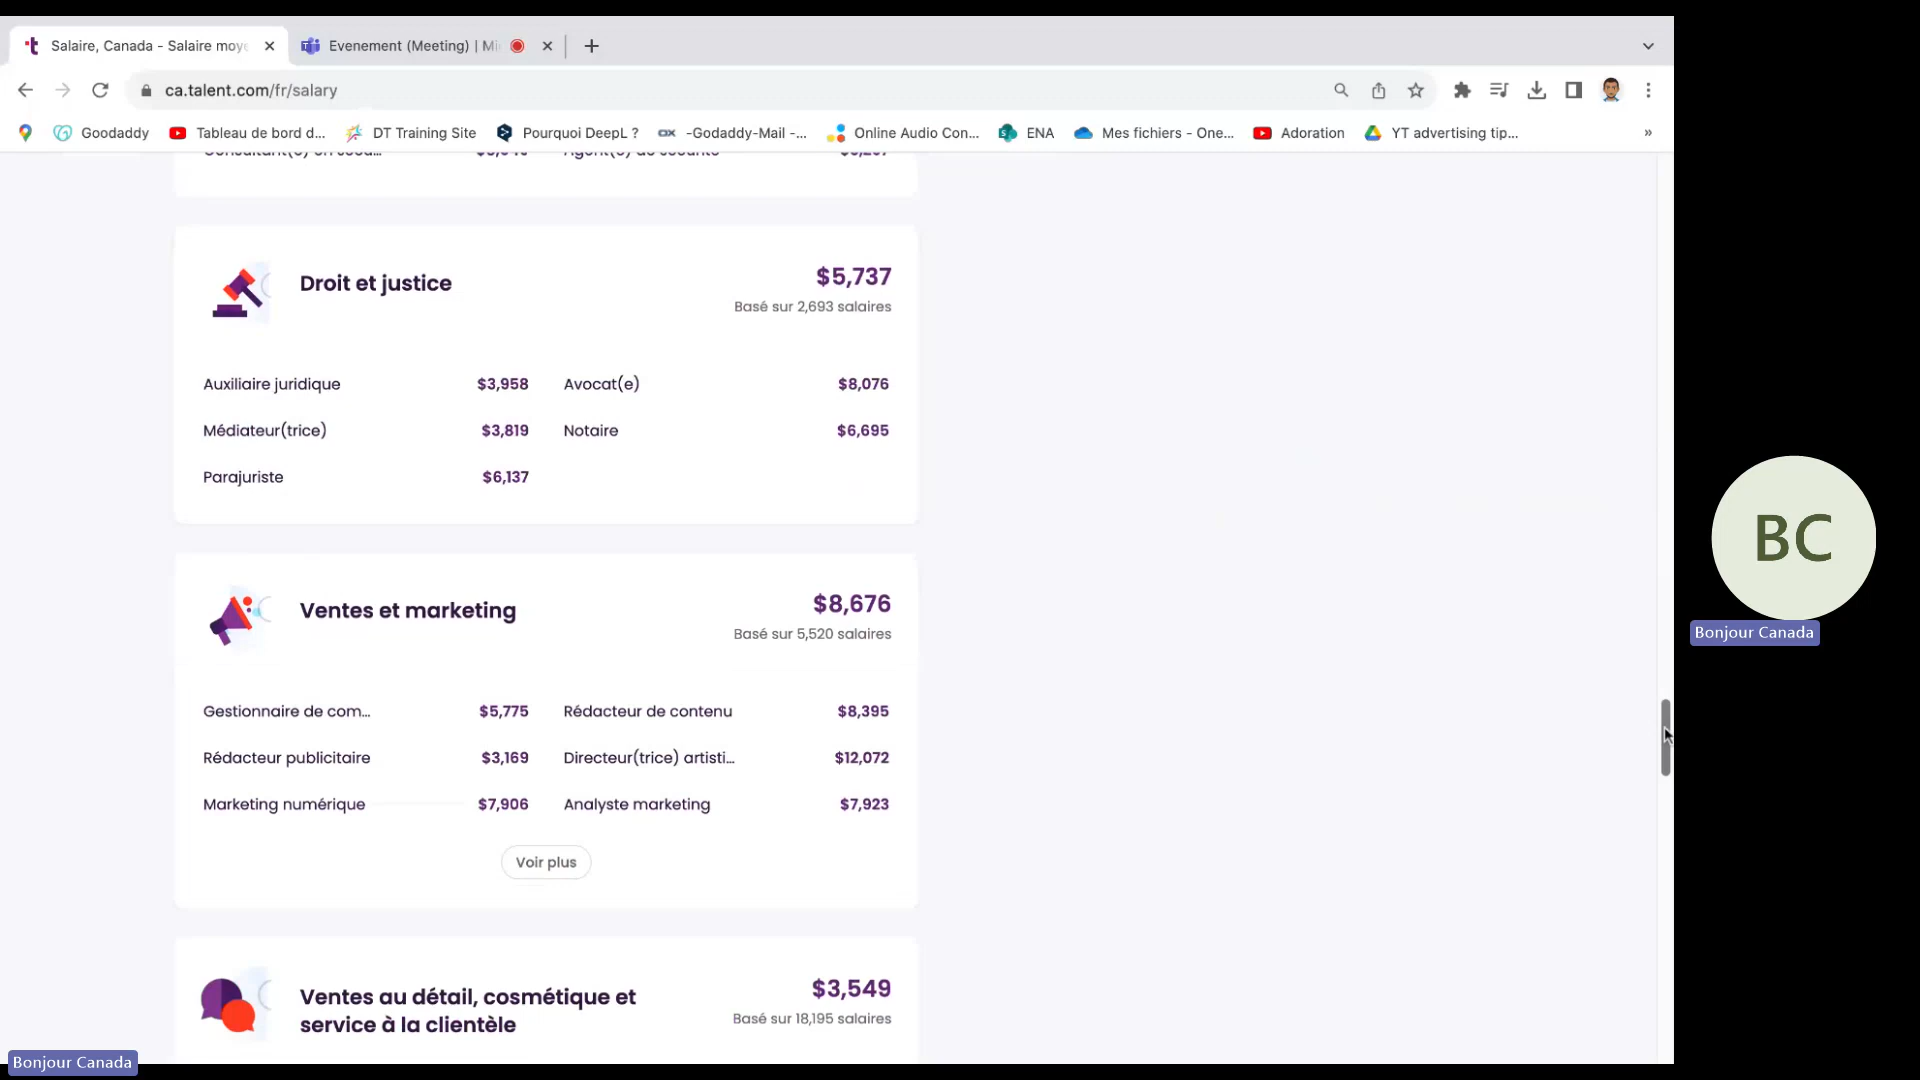 Salaire, Canada - Salaire moye
Evenement (Meeting) | Mi
ca.talent.com/fr/salary
Goodaddy
Tableau de bord d...
DT Training Site
Pourquoi DeepL ?
-Godaddy-Mail -...
Online Audio Con...
ENA
Mes fichiers - One...
Adoration
YT advertising tip...
»
Droit et justice
$5,737
Basé sur 2,693 salaires
Auxiliaire juridique $3,958 Avocat(e) $8,076
Médiateur(trice) $3,819 Notaire $6,695
Parajuriste $6,137
Ventes et marketing
$8,676
Basé sur 5,520 salaires
Gestionnaire de com... $5,775 Rédacteur de contenu $8,395
Rédacteur publicitaire $3,169 Directeur(trice) artisti... $12,072
Marketing numérique $7,906 Analyste marketing $7,923
Voir plus
Ventes au détail, cosmétique et
service à la clientèle
$3,549
Basé sur 18,195 salaires
BC
Bonjour Canada
Bonjour Canada